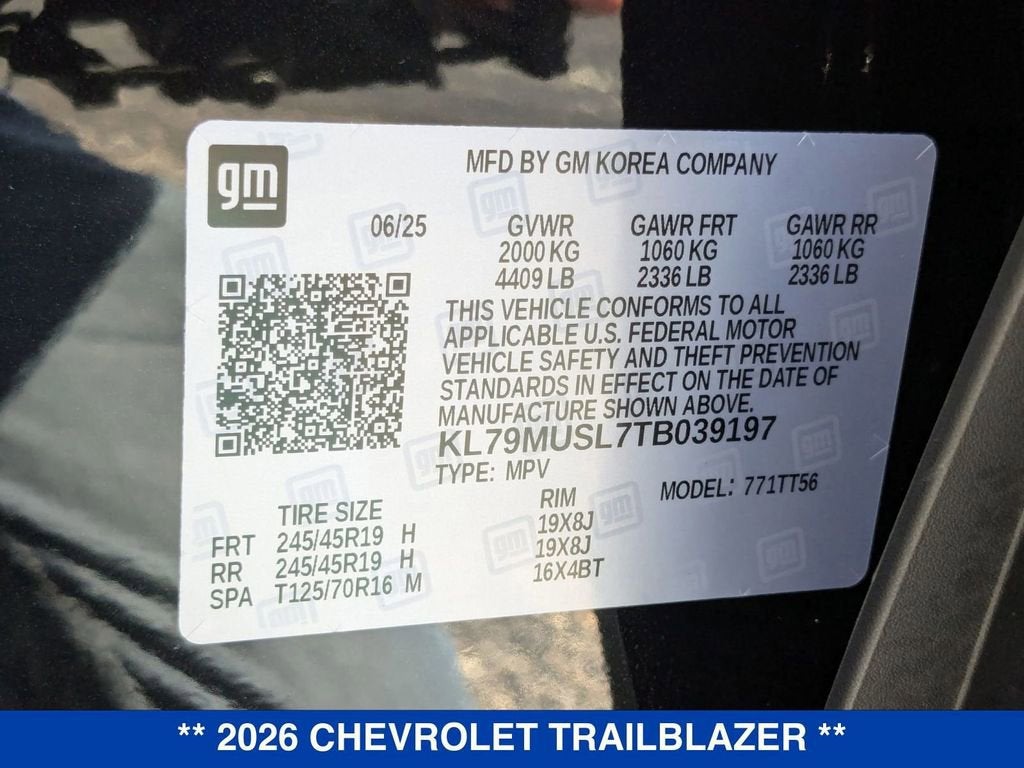 gm
MFD BY GM KOREA COMPANY
06/25 GVWR GAWR FRT GAWR RR
2000 KG 1060 KG 1060 KG
4409 LB 2336 LB 2336 LB
THIS VEHICLE CONFORMS TO ALL
APPLICABLE U.S. FEDERAL MOTOR
VEHICLE SAFETY AND THEFT PREVENTION
STANDARDS IN EFFECT ON THE DATE OF
MANUFACTURE SHOWN ABOVE.
KL79MUSL7TB039197
TYPE: MPV MODEL: 771TT56
TIRE SIZE RIM
FRT 245/45R19 H 19X8J
RR 245/45R19 H 19X8J
SPA T125/70R16 M 16X4BT
** 2026 CHEVROLET TRAILBLAZER **